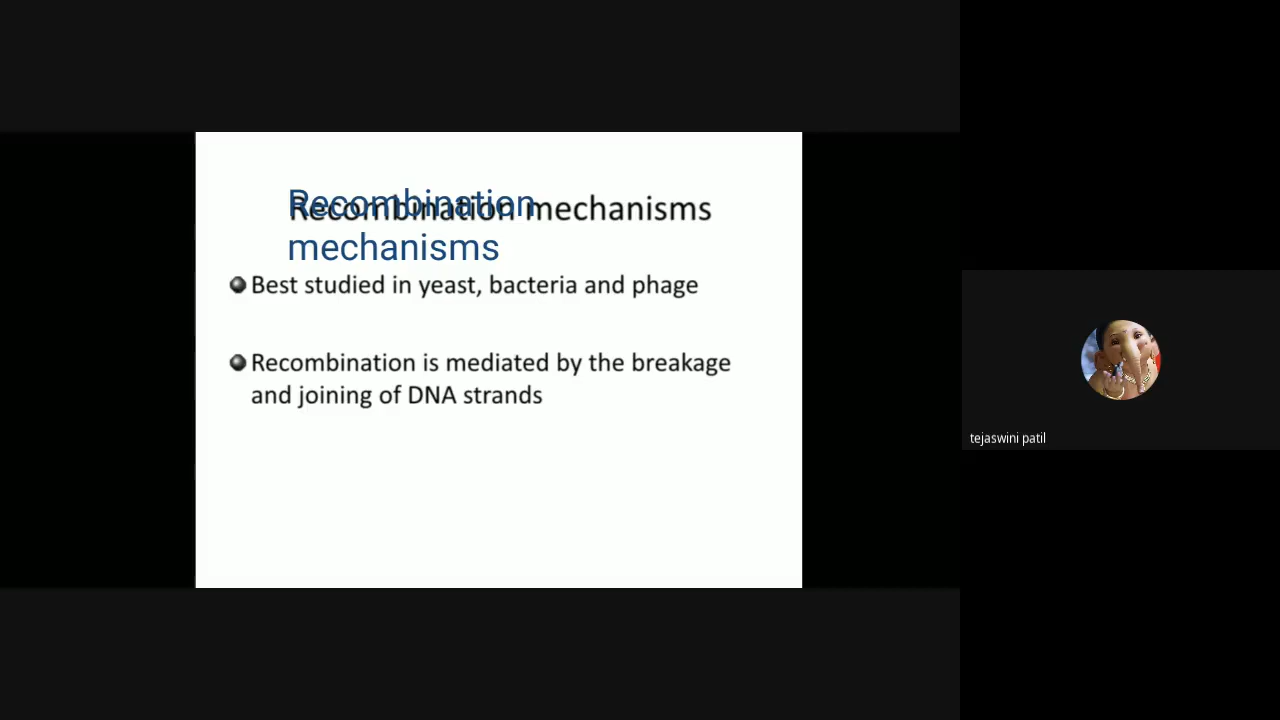 Recombination mechanisms
Recombination
mechanisms
Best studied in yeast, bacteria and phage
Recombination is mediated by the breakage
and joining of DNA strands
tejaswini patil